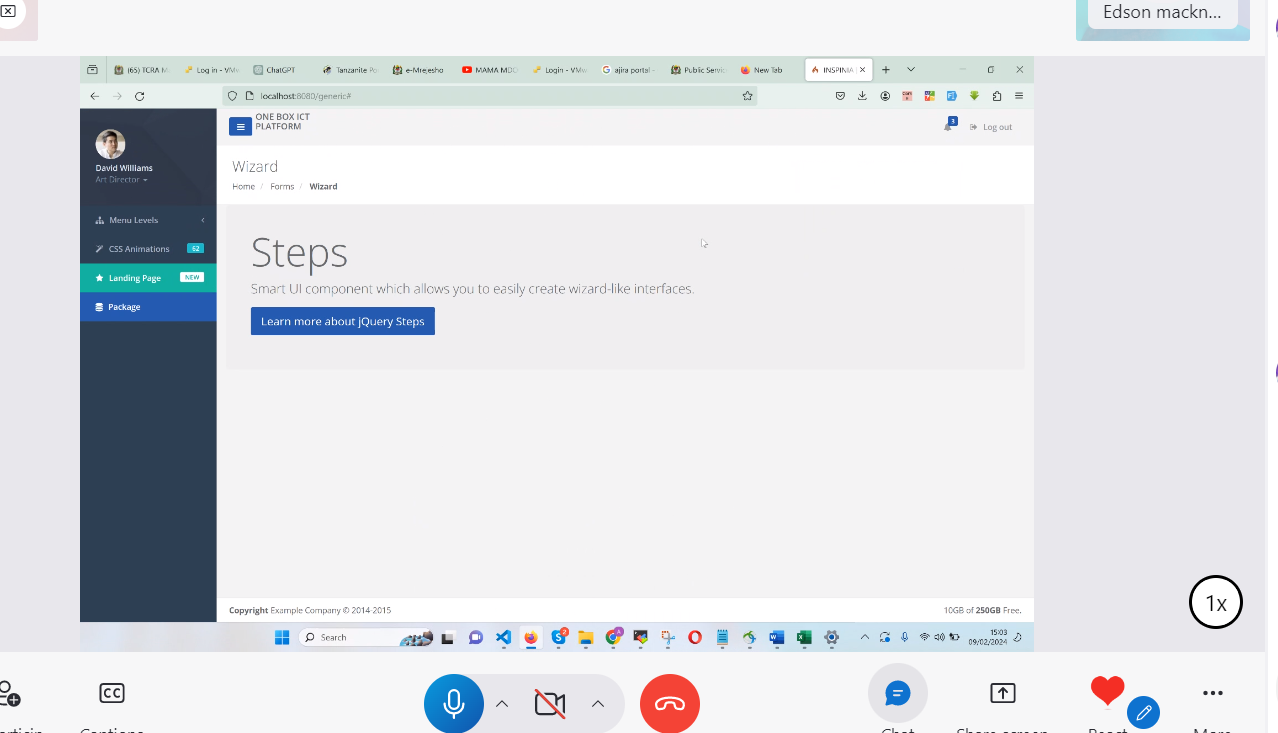 Edson mackn...
(65) TCRA M
Log in - VMw
ChatGPT
Tanzanite Po
e-Mrejesho
MAMA MDO
Login - VMw
ajira portal -
Public Servic
New Tab
INSPINIA
localhost:8080/generic#
David Williams
Art Director
Menu Levels
CSS Animations 62
Landing Page NEW
Package
ONE BOX ICT
PLATFORM
3
Log out
Wizard
Home / Forms / Wizard
Steps
Smart UI component which allows you to easily create wizard-like interfaces.
Learn more about jQuery Steps
Copyright Example Company © 2014-2015
10GB of 250GB Free.
1x
Search
2
15:03
09/02/2024
CC
Captions
Chat
Share screen
React
More